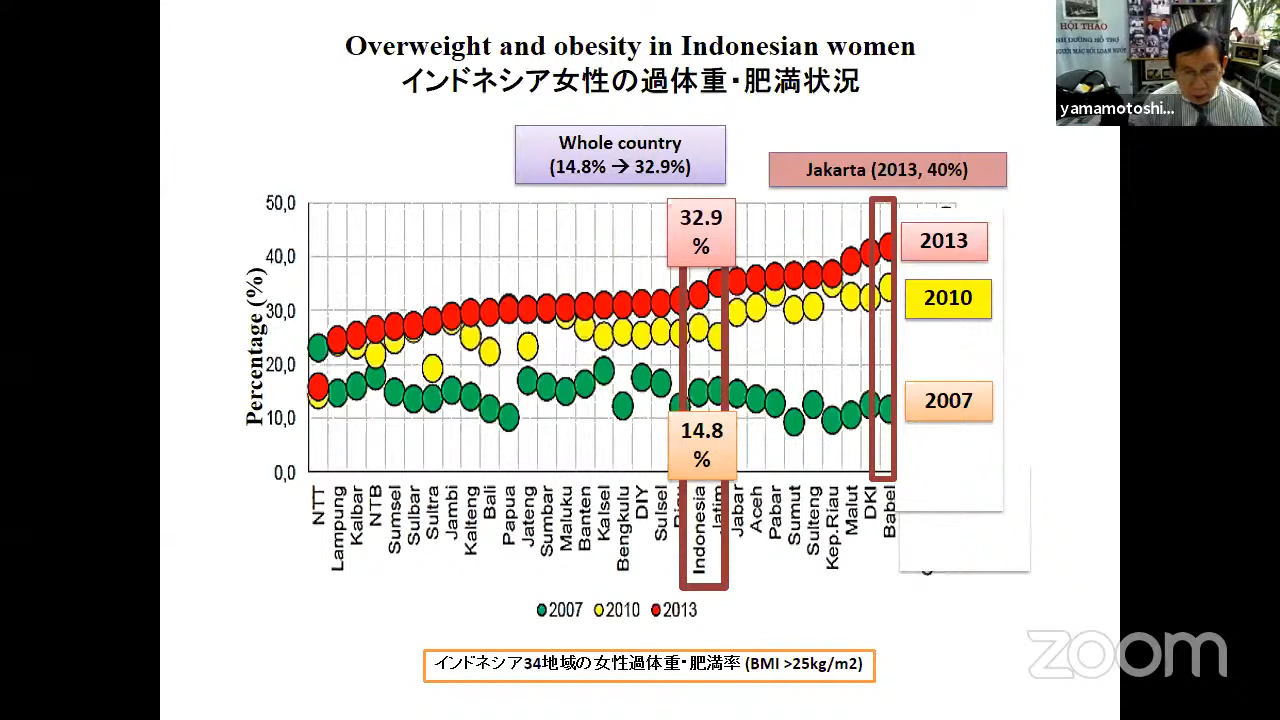 Overweight and obesity in Indonesian women
インドネシア女性の過体重・肥満状況
HỘI THẢO
yamamotoshi...
Whole country
(14.8% → 32.9%)
Jakarta (2013, 40%)
Percentage (%)
50,0
40,0
30,0
20,0
10,0
0,0
32.9
%
14.8
%
2013
2010
2007
NTT
Lampung
Kalbar
NTB
Sumsel
Sulbar
Sultra
Jambi
Kalteng
Bali
Papua
Jateng
Sumbar
Maluku
Banten
Kalsel
Bengkulu
DIY
Sulsel
Riau
Indonesia
Jatim
Jabar
Aceh
Pabar
Sumut
Sulteng
Kep.Riau
Malut
DKI
Babel
2007 2010 2013
インドネシア34地域の女性過体重・肥満率 (BMI >25kg/m2)
zoom